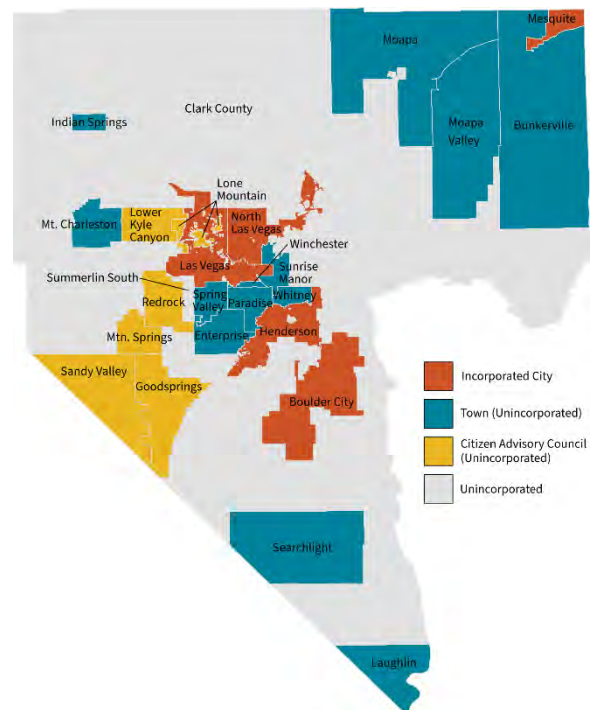 Mesquite
Moapa
Clark County
Indian Springs
Moapa
Valley
Bunkerville
Lone
Mountain
Lower
Kyle
Canyon
Mt. Charleston
North
Las Vegas
Winchester
Las Vegas
Sunrise
Manor
Summerlin South
Redrock
Spring
Valley
Paradise
Whitney
Mtn. Springs
Enterprise
Henderson
Sandy Valley
Goodsprings
Boulder City
Incorporated City
Town (Unincorporated)
Citizen Advisory Council
(Unincorporated)
Unincorporated
Searchlight
Laughlin